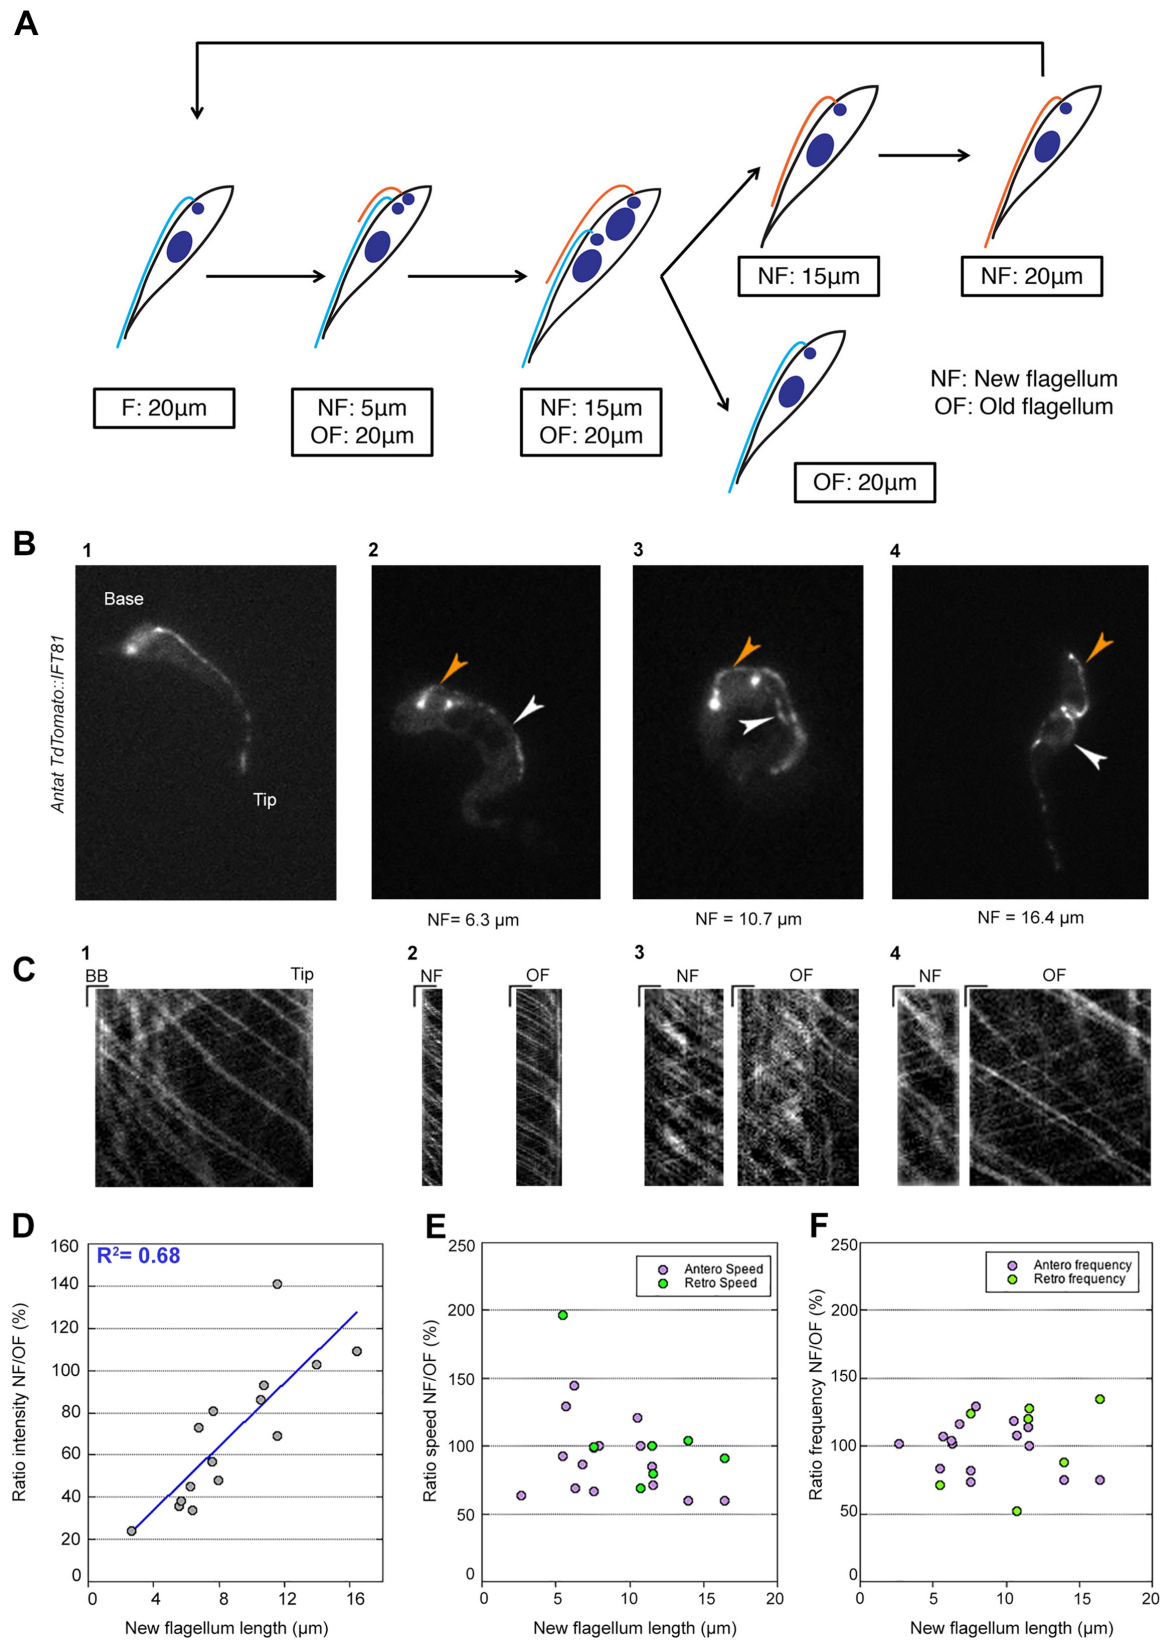 A
F: 20µm
NF: 5µm
OF: 20µm
NF: 15µm
OF: 20µm
NF: 15µm
NF: 20µm
OF: 20µm
NF: New flagellum
OF: Old flagellum
B
1
2
3
4
Antat TdTomato::IFT81
Base
Tip
NF= 6.3 µm
NF = 10.7 µm
NF = 16.4 µm
C
1
2
3
4
BB
Tip
NF
OF
NF
OF
NF
OF
D
R²= 0.68
Ratio intensity NF/OF (%)
160
140
120
100
80
60
40
20
0
0 4 8 12 16
New flagellum length (µm)
E
Antero Speed
Retro Speed
Ratio speed NF/OF (%)
250
200
150
100
50
0
0 5 10 15 20
New flagellum length (µm)
F
Antero frequency
Retro frequency
Ratio frequency NF/OF (%)
250
200
150
100
50
0
0 5 10 15 20
New flagellum length (µm)